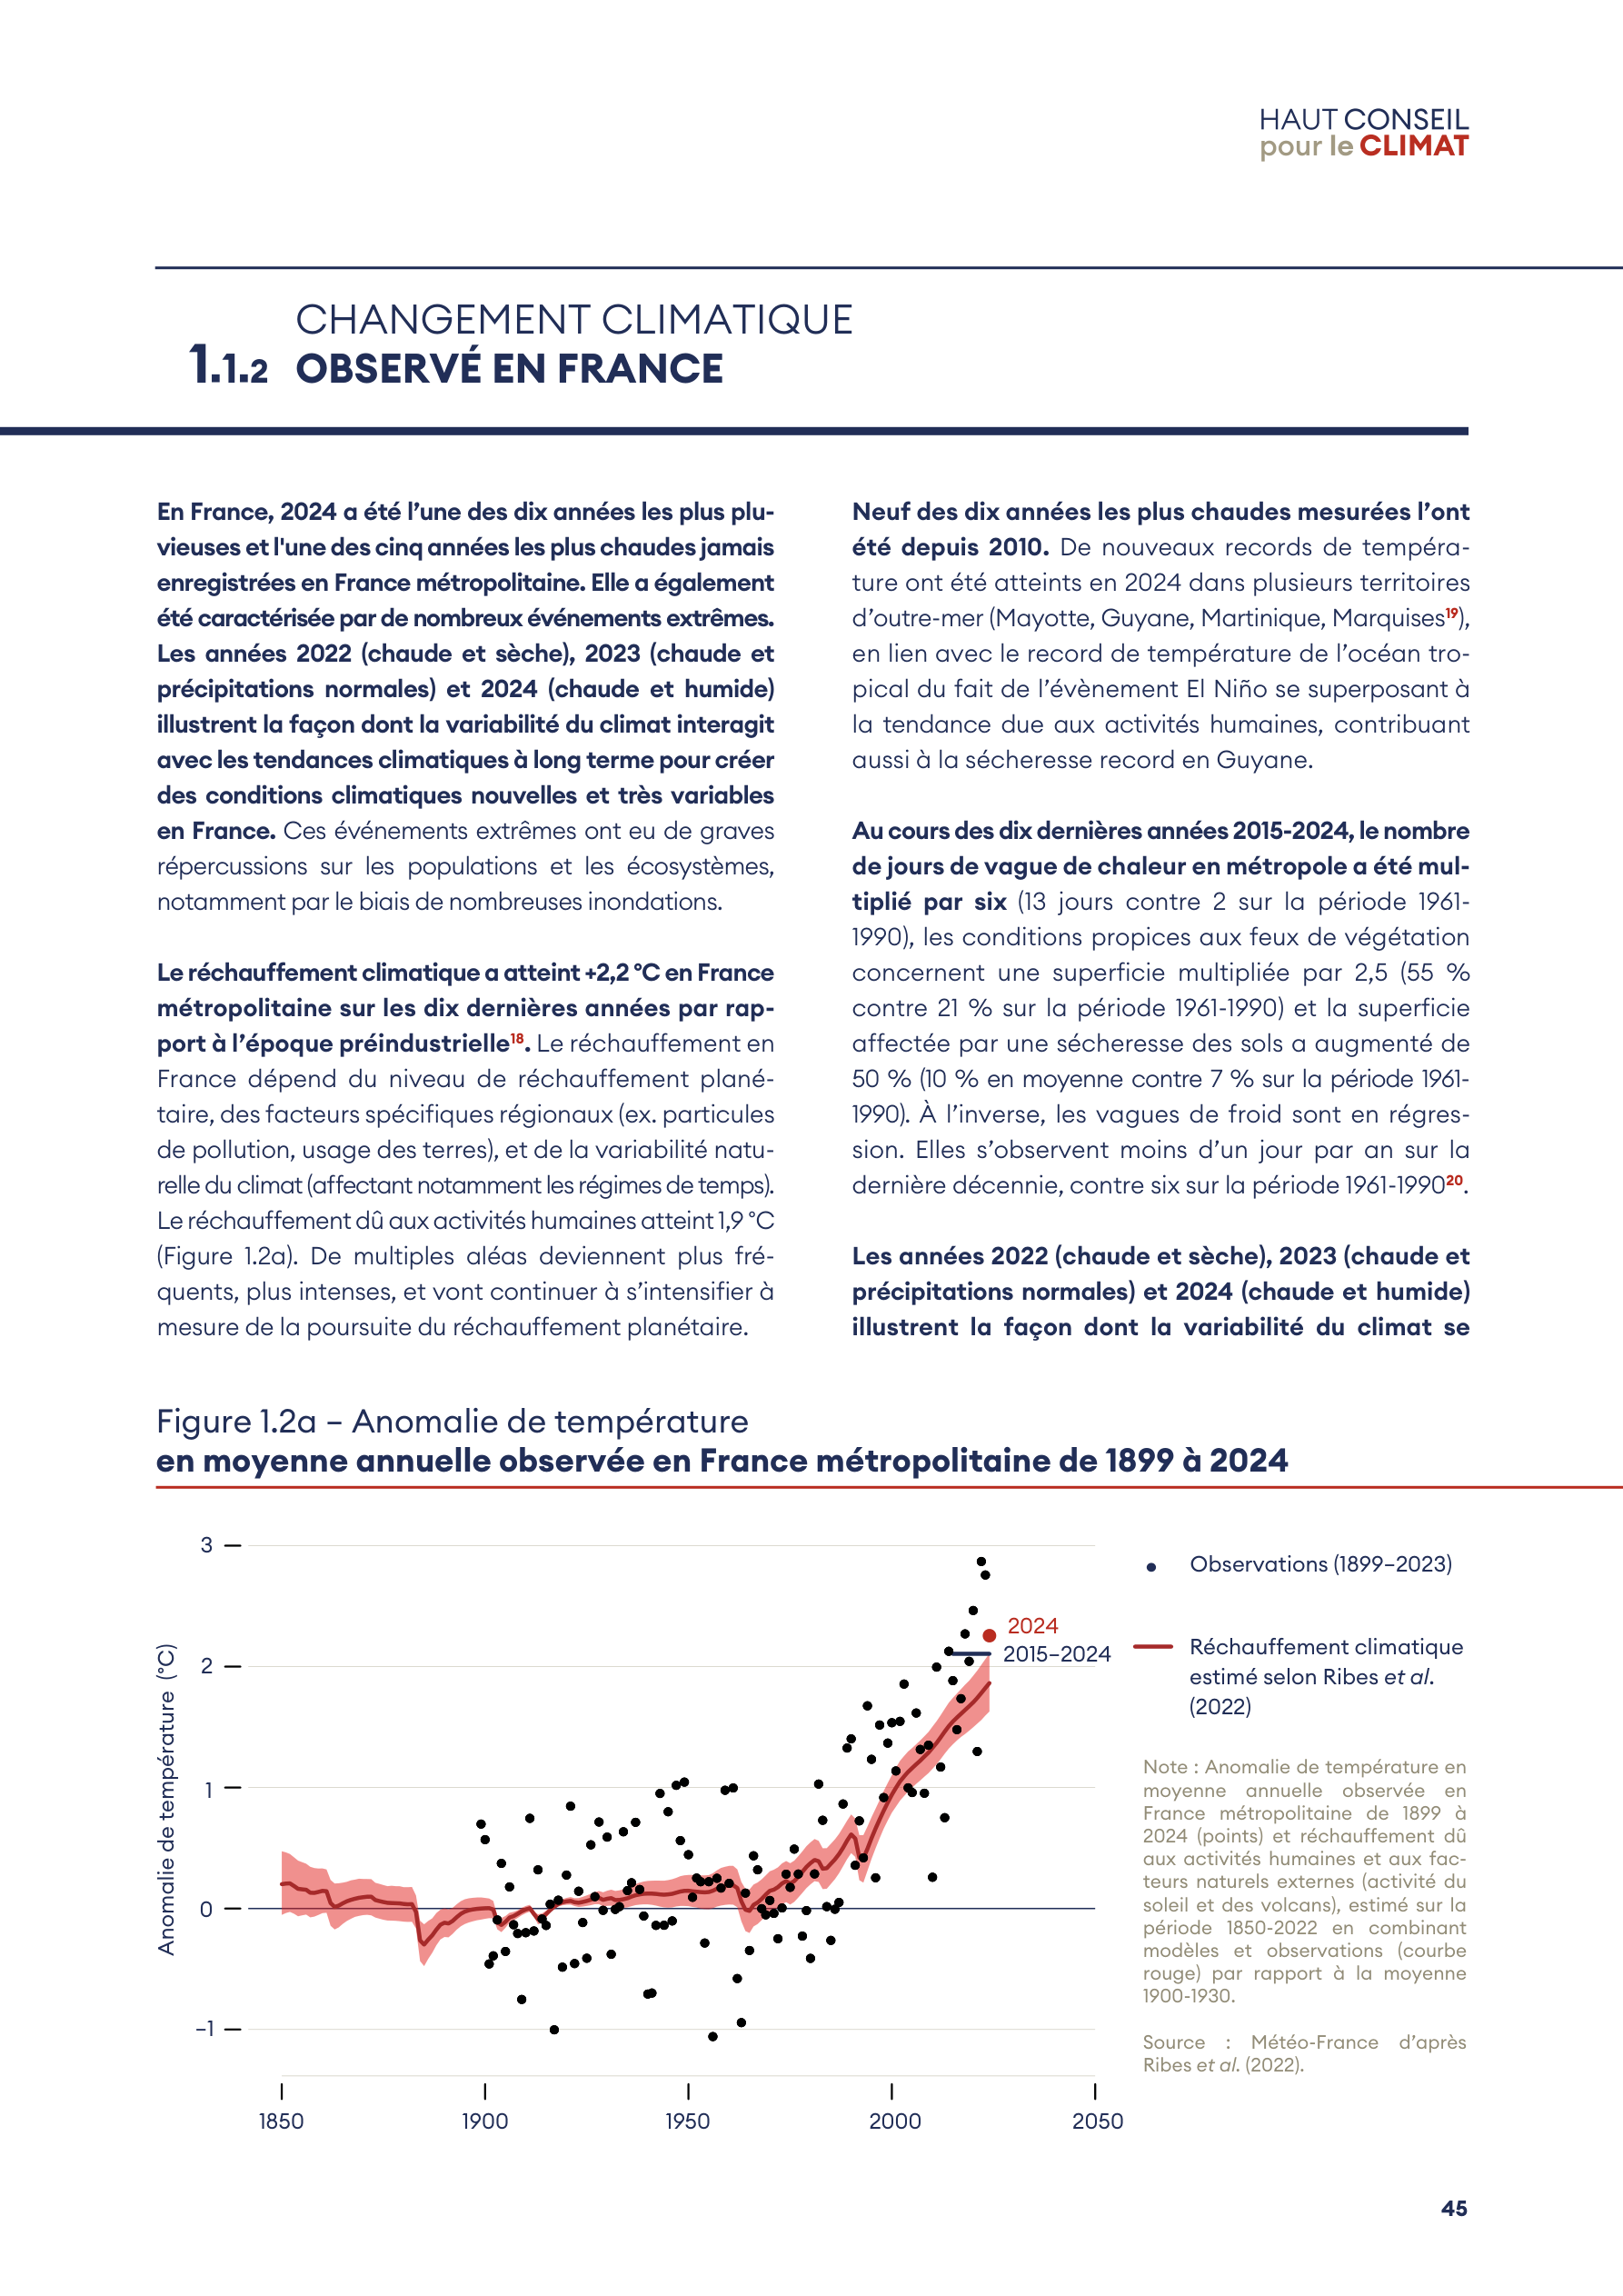 HAUT CONSEIL
pour le CLIMAT
CHANGEMENT CLIMATIQUE
1.1.2 OBSERVÉ EN FRANCE
En France, 2024 a été l’une des dix années les plus plu-
vieuses et l'une des cinq années les plus chaudes jamais
enregistrées en France métropolitaine. Elle a également
été caractérisée par de nombreux événements extrêmes.
Les années 2022 (chaude et sèche), 2023 (chaude et
précipitations normales) et 2024 (chaude et humide)
illustrent la façon dont la variabilité du climat interagit
avec les tendances climatiques à long terme pour créer
des conditions climatiques nouvelles et très variables
en France. Ces événements extrêmes ont eu de graves
répercussions sur les populations et les écosystèmes,
notamment par le biais de nombreuses inondations.
Le réchauffement climatique a atteint +2,2 °C en France
métropolitaine sur les dix dernières années par rap-
port à l’époque préindustrielle18. Le réchauffement en
France dépend du niveau de réchauffement plané-
taire, des facteurs spécifiques régionaux (ex. particules
de pollution, usage des terres), et de la variabilité natu-
relle du climat (affectant notamment les régimes de temps).
Le réchauffement dû aux activités humaines atteint 1,9 °C
(Figure 1.2a). De multiples aléas deviennent plus fré-
quents, plus intenses, et vont continuer à s’intensifier à
mesure de la poursuite du réchauffement planétaire.
Neuf des dix années les plus chaudes mesurées l’ont
été depuis 2010. De nouveaux records de tempéra-
ture ont été atteints en 2024 dans plusieurs territoires
d’outre-mer (Mayotte, Guyane, Martinique, Marquises19),
en lien avec le record de température de l’océan tro-
pical du fait de l’évènement El Niño se superposant à
la tendance due aux activités humaines, contribuant
aussi à la sécheresse record en Guyane.
Au cours des dix dernières années 2015-2024, le nombre
de jours de vague de chaleur en métropole a été mul-
tiplié par six (13 jours contre 2 sur la période 1961-
1990), les conditions propices aux feux de végétation
concernent une superficie multipliée par 2,5 (55 %
contre 21 % sur la période 1961-1990) et la superficie
affectée par une sécheresse des sols a augmenté de
50 % (10 % en moyenne contre 7 % sur la période 1961-
1990). À l’inverse, les vagues de froid sont en régres-
sion. Elles s’observent moins d’un jour par an sur la
dernière décennie, contre six sur la période 1961-199020.
Les années 2022 (chaude et sèche), 2023 (chaude et
précipitations normales) et 2024 (chaude et humide)
illustrent la façon dont la variabilité du climat se
Figure 1.2a – Anomalie de température
en moyenne annuelle observée en France métropolitaine de 1899 à 2024
Anomalie de température (°C)
3
2
1
0
−1
1850
1900
1950
2000
2050
2024
2015–2024
Observations (1899–2023)
Réchauffement climatique
estimé selon Ribes et al.
(2022)
Note : Anomalie de température en
moyenne annuelle observée en
France métropolitaine de 1899 à
2024 (points) et réchauffement dû
aux activités humaines et aux fac-
teurs naturels externes (activité du
soleil et des volcans), estimé sur la
période 1850-2022 en combinant
modèles et observations (courbe
rouge) par rapport à la moyenne
1900-1930.
Source : Météo-France d’après
Ribes et al. (2022).
45